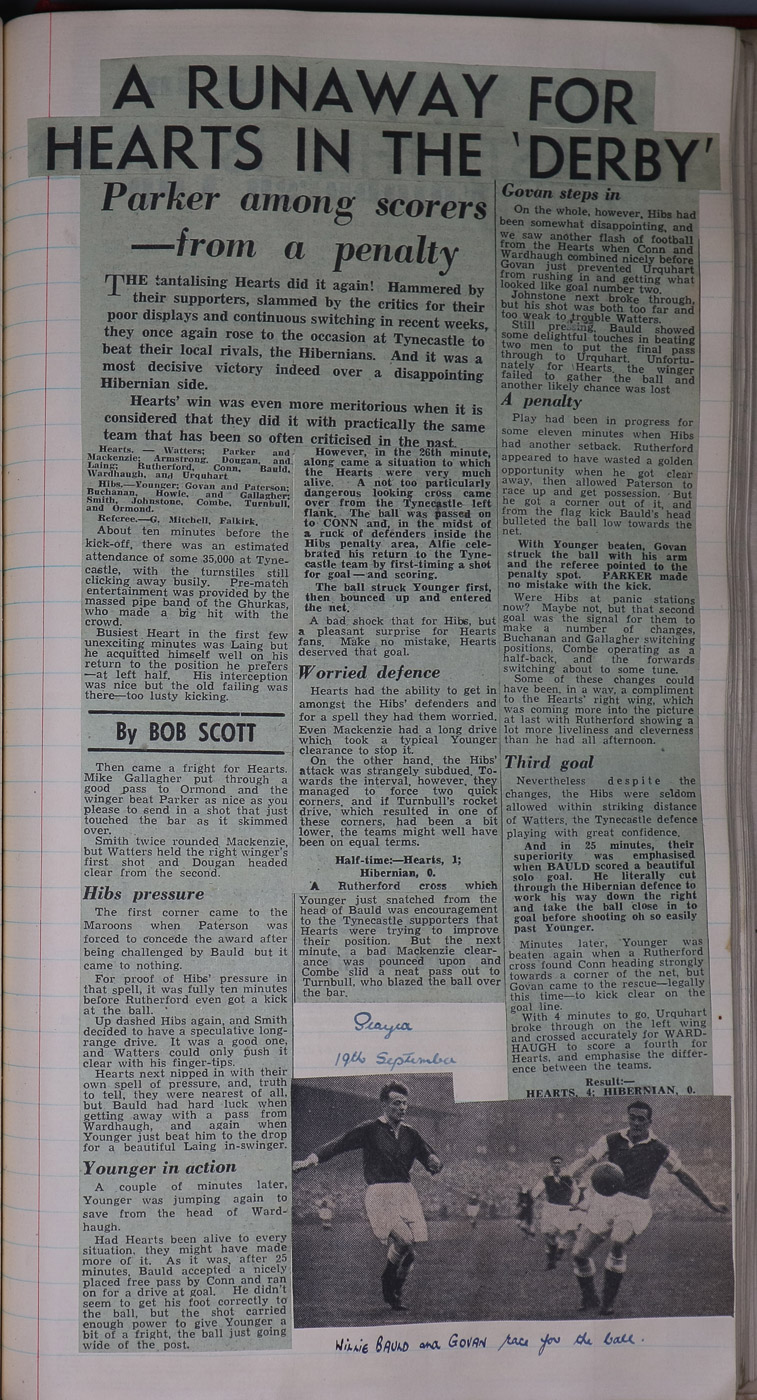 A RUNAWAY FOR
HEARTS IN THE 'DERBY'
Parker among scorers
—from a penalty
THE tantalising Hearts did it again! Hammered by
their supporters, slammed by the critics for their
poor displays and continuous switching in recent weeks,
they once again rose to the occasion at Tynecastle to
beat their local rivals, the Hibernians. And it was a
most decisive victory indeed over a disappointing
Hibernian side.
Hearts' win was even more meritorious when it is
considered that they did it with practically the same
team that has been so often criticised in the past.
Hearts. — Watters; Parker and
Mackenzie; Armstrong, Dougan, and
Laing; Rutherford, Conn, Bauld,
Wardhaugh, and Urquhart
Hibs.—Younger; Govan and Paterson;
Buchanan, Howie, and Gallagher;
Smith, Johnstone, Combe, Turnbull,
and Ormond.
Referee.—G. Mitchell, Falkirk.
About ten minutes before the
kick-off, there was an estimated
attendance of some 35,000 at Tyne-
castle, with the turnstiles still
clicking away busily. Pre-match
entertainment was provided by the
massed pipe band of the Ghurkas,
who made a big hit with the
crowd.
Busiest Heart in the first few
unexciting minutes was Laing but
he acquitted himself well on his
return to the position he prefers
—at left half. His interception
was nice but the old failing was
there—too lusty kicking.
By BOB SCOTT
Then came a fright for Hearts.
Mike Gallagher put through a
good pass to Ormond and the
winger beat Parker as nice as you
please to send in a shot that just
touched the bar as it skimmed
over.
Smith twice rounded Mackenzie,
but Watters held the right winger's
first shot and Dougan headed
clear from the second.
Hibs pressure
The first corner came to the
Maroons when Paterson was
forced to concede the award after
being challenged by Bauld but it
came to nothing.
For proof of Hibs' pressure in
that spell, it was fully ten minutes
before Rutherford even got a kick
at the ball.
Up dashed Hibs again, and Smith
decided to have a speculative long-
range drive. It was a good one,
and Watters could only push it
clear with his finger-tips.
Hearts next nipped in with their
own spell of pressure, and, truth
to tell, they were nearest of all,
but Bauld had hard luck when
getting away with a pass from
Wardhaugh, and again when
Younger just beat him to the drop
for a beautiful Laing in-swinger.
Younger in action
A couple of minutes later,
Younger was jumping again to
save from the head of Ward-
haugh.
Had Hearts been alive to every
situation, they might have made
more of it. As it was, after 25
minutes, Bauld accepted a nicely
placed free pass by Conn and ran
on for a drive at goal. He didn't
seem to get his foot correctly to
the ball, but the shot carried
enough power to give Younger a
bit of a fright, the ball just going
wide of the post.
However, in the 26th minute,
along came a situation to which
the Hearts were very much
alive. A not too particularly
dangerous looking cross came
over from the Tynecastle left
flank. The ball was passed on
to CONN and, in the midst of
a ruck of defenders inside the
Hibs penalty area, Alfie cele-
brated his return to the Tyne-
castle team by first-timing a shot
for goal—and scoring.
The ball struck Younger first,
then bounced up and entered
the net.
A bad shock that for Hibs, but
a pleasant surprise for Hearts
fans. Make no mistake, Hearts
deserved that goal.
Worried defence
Hearts had the ability to get in
amongst the Hibs' defenders and
for a spell they had them worried.
Even Mackenzie had a long drive
which took a typical Younger
clearance to stop it.
On the other hand, the Hibs'
attack was strangely subdued. To-
wards the interval, however, they
managed to force two quick
corners, and if Turnbull's rocket
drive, which resulted in one of
these corners, had been a bit
lower, the teams might well have
been on equal terms.
Half-time:—Hearts, 1;
Hibernian, 0.
A Rutherford cross which
Younger just snatched from the
head of Bauld was encouragement
to the Tynecastle supporters that
Hearts were trying to improve
their position. But the next
minute, a bad Mackenzie clear-
ance was pounced upon and
Combe slid a neat pass out to
Turnbull, who blazed the ball over
the bar.
Govan steps in
On the whole, however, Hibs had
been somewhat disappointing, and
we saw another flash of football
from the Hearts when Conn and
Wardhaugh combined nicely before
Govan just prevented Urquhart
from rushing in and getting what
looked like goal number two.
Johnstone next broke through,
but his shot was both too far and
too weak to trouble Watters.
Still pressing, Bauld showed
some delightful touches in beating
two men to put the final pass
through to Urquhart. Unfortu-
nately for Hearts, the winger
failed to gather the ball and
another likely chance was lost
A penalty
Play had been in progress for
some eleven minutes when Hibs
had another setback. Rutherford
appeared to have wasted a golden
opportunity when he got clear
away, then allowed Paterson to
race up and get possession. But
he got a corner out of it, and
from the flag kick Bauld's head
bulleted the ball low towards the
net.
With Younger beaten, Govan
struck the ball with his arm
and the referee pointed to the
penalty spot. PARKER made
no mistake with the kick.
Were Hibs at panic stations
now? Maybe not, but that second
goal was the signal for them to
make a number of changes,
Buchanan and Gallagher switching
positions, Combe operating as a
half-back, and the forwards
switching about to some tune.
Some of these changes could
have been, in a way, a compliment
to the Hearts' right wing, which
was coming more into the picture
at last with Rutherford showing a
lot more liveliness and cleverness
than he had all afternoon.
Third goal
Nevertheless despite the
changes, the Hibs were seldom
allowed within striking distance
of Watters, the Tynecastle defence
playing with great confidence.
And in 25 minutes, their
superiority was emphasised
when BAULD scored a beautiful
solo goal. He literally cut
through the Hibernian defence to
work his way down the right
and take the ball close in to
goal before shooting oh so easily
past Younger.
Minutes later, Younger was
beaten again when a Rutherford
cross found Conn heading strongly
towards a corner of the net, but
Govan came to the rescue—legally
this time—to kick clear on the
goal line.
With 4 minutes to go, Urquhart
broke through on the left wing
and crossed accurately for WARD-
HAUGH to score a fourth for
Hearts, and emphasise the differ-
ence between the teams.
Result:—
HEARTS, 4; HIBERNIAN, 0.
19th September
WILLIE BAULD and GOVAN race for the ball.